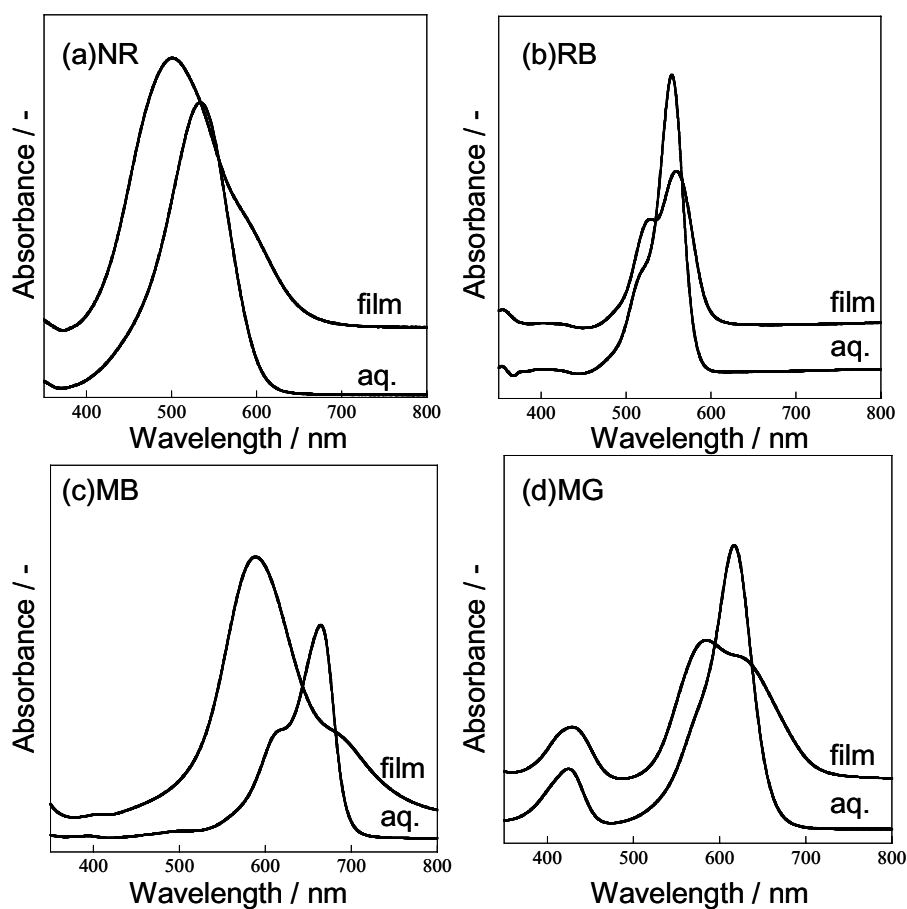 (a)NR
Absorbance / -
film
aq.
400 500 600 700 800
Wavelength / nm
(b)RB
Absorbance / -
film
aq.
400 500 600 700 800
Wavelength / nm
(c)MB
Absorbance / -
film
aq.
400 500 600 700 800
Wavelength / nm
(d)MG
Absorbance / -
film
aq.
400 500 600 700 800
Wavelength / nm